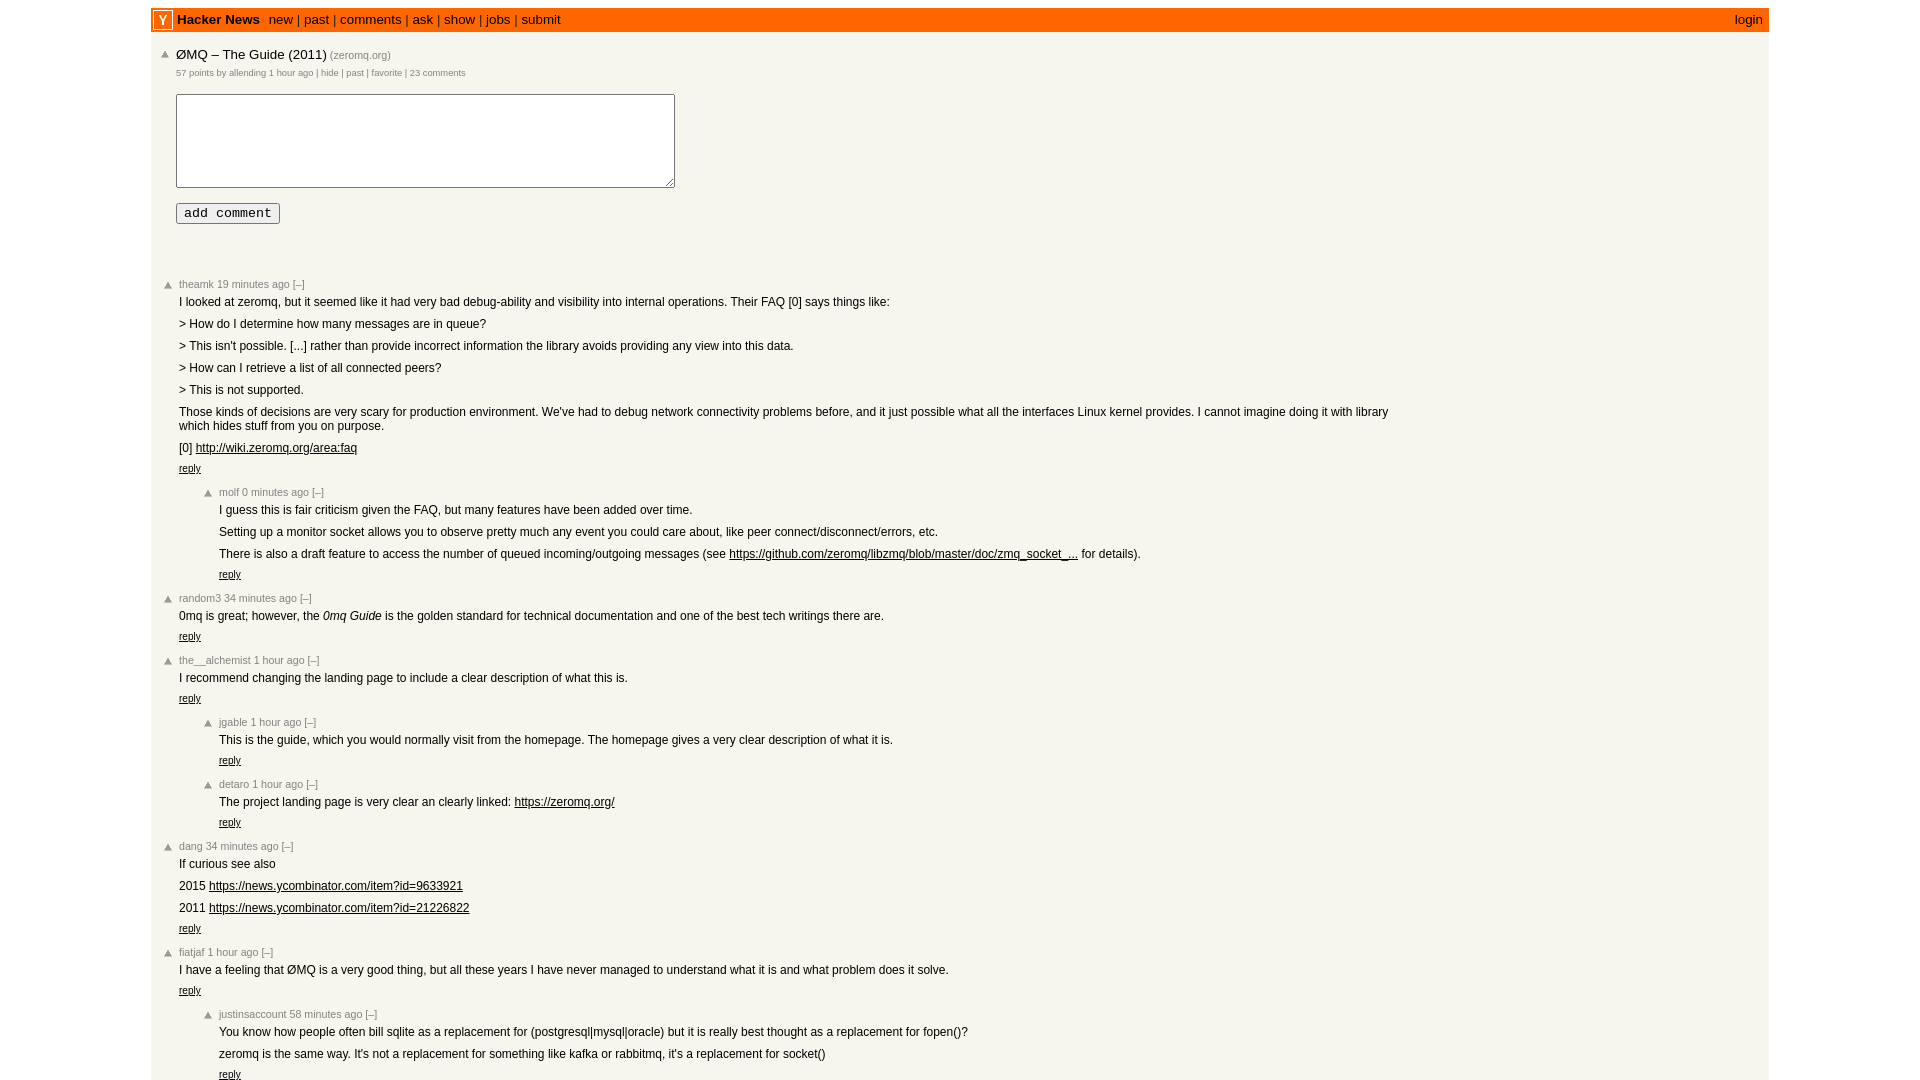 Y Hacker News new | past | comments | ask | show | jobs | submit login
ØMQ – The Guide (2011) (zeromq.org)
57 points by allending 1 hour ago | hide | past | favorite | 23 comments
add comment
theamk 19 minutes ago [–]
I looked at zeromq, but it seemed like it had very bad debug-ability and visibility into internal operations. Their FAQ [0] says things like:
> How do I determine how many messages are in queue?
> This isn't possible. [...] rather than provide incorrect information the library avoids providing any view into this data.
> How can I retrieve a list of all connected peers?
> This is not supported.
Those kinds of decisions are very scary for production environment. We've had to debug network connectivity problems before, and it just possible what all the interfaces Linux kernel provides. I cannot imagine doing it with library
which hides stuff from you on purpose.
[0] http://wiki.zeromq.org/area:faq
reply
molf 0 minutes ago [–]
I guess this is fair criticism given the FAQ, but many features have been added over time.
Setting up a monitor socket allows you to observe pretty much any event you could care about, like peer connect/disconnect/errors, etc.
There is also a draft feature to access the number of queued incoming/outgoing messages (see https://github.com/zeromq/libzmq/blob/master/doc/zmq_socket_... for details).
reply
random3 34 minutes ago [–]
0mq is great; however, the 0mq Guide is the golden standard for technical documentation and one of the best tech writings there are.
reply
the__alchemist 1 hour ago [–]
I recommend changing the landing page to include a clear description of what this is.
reply
jgable 1 hour ago [–]
This is the guide, which you would normally visit from the homepage. The homepage gives a very clear description of what it is.
reply
detaro 1 hour ago [–]
The project landing page is very clear an clearly linked: https://zeromq.org/
reply
dang 34 minutes ago [–]
If curious see also
2015 https://news.ycombinator.com/item?id=9633921
2011 https://news.ycombinator.com/item?id=21226822
reply
fiatjaf 1 hour ago [–]
I have a feeling that ØMQ is a very good thing, but all these years I have never managed to understand what it is and what problem does it solve.
reply
justinsaccount 58 minutes ago [–]
You know how people often bill sqlite as a replacement for (postgresql|mysql|oracle) but it is really best thought as a replacement for fopen()?
zeromq is the same way. It's not a replacement for something like kafka or rabbitmq, it's a replacement for socket()
reply